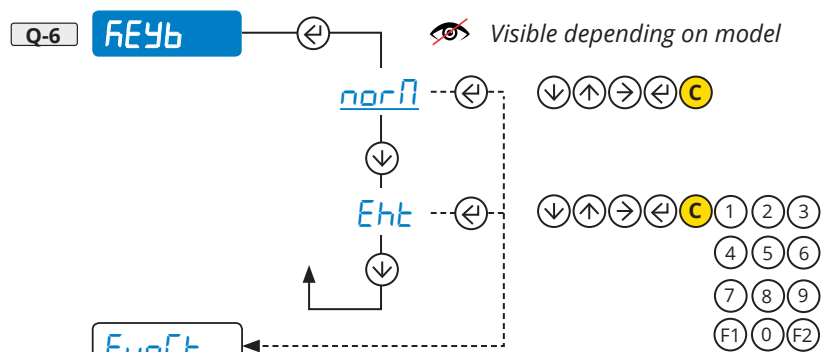 Q-6 KEYb Visible depending on model
norM C
Eht C 1 2 3
4 5 6
7 8 9
F1 0 F2